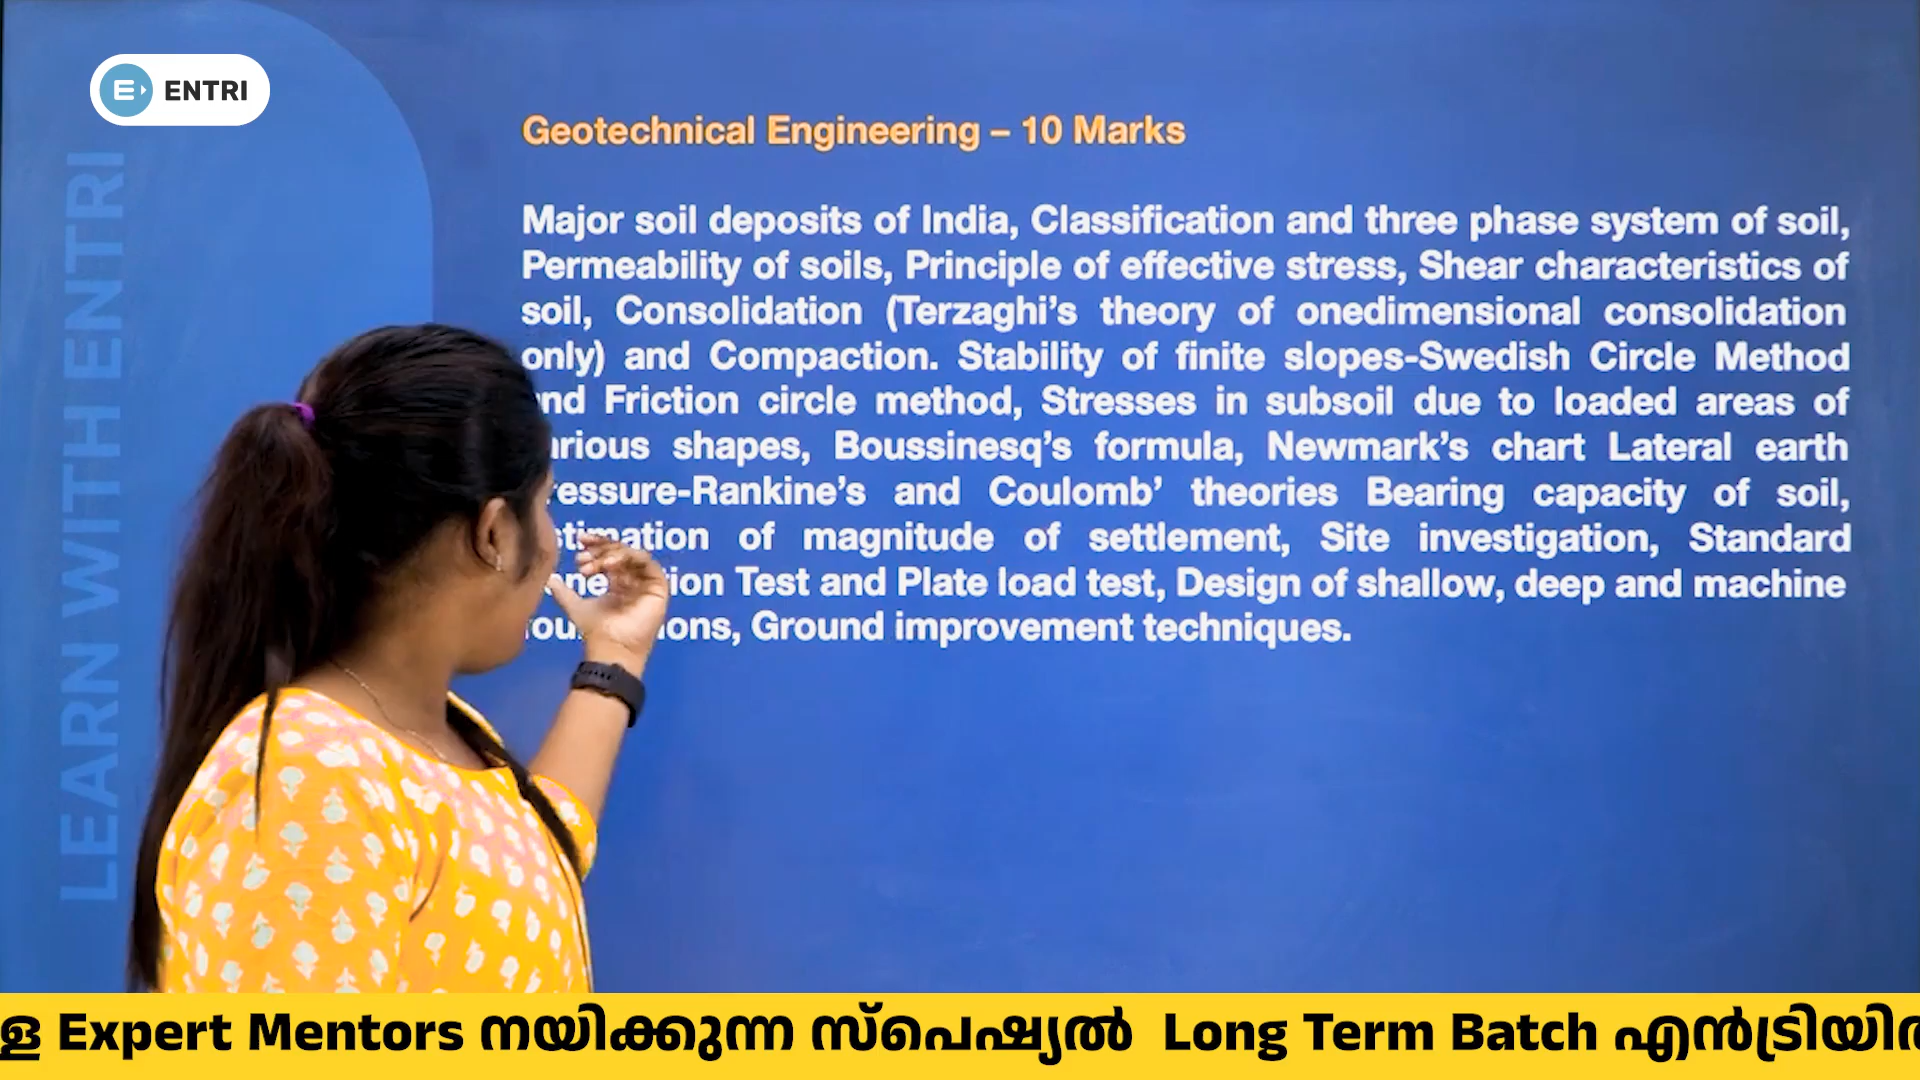 ENTRI
LEARN WITH ENTRI
Geotechnical Engineering – 10 Marks
Major soil deposits of India, Classification and three phase system of soil,
Permeability of soils, Principle of effective stress, Shear characteristics of
soil, Consolidation (Terzaghi’s theory of onedimensional consolidation
only) and Compaction. Stability of finite slopes-Swedish Circle Method
and Friction circle method, Stresses in subsoil due to loaded areas of
various shapes, Boussinesq’s formula, Newmark’s chart Lateral earth
pressure-Rankine’s and Coulomb’ theories Bearing capacity of soil,
of magnitude of settlement, Site investigation, Standard
Test and Plate load test, Design of shallow, deep and machine
Ground improvement techniques.
Expert Mentors നയിക്കുന്ന സ്പെഷ്യൽ Long Term Batch